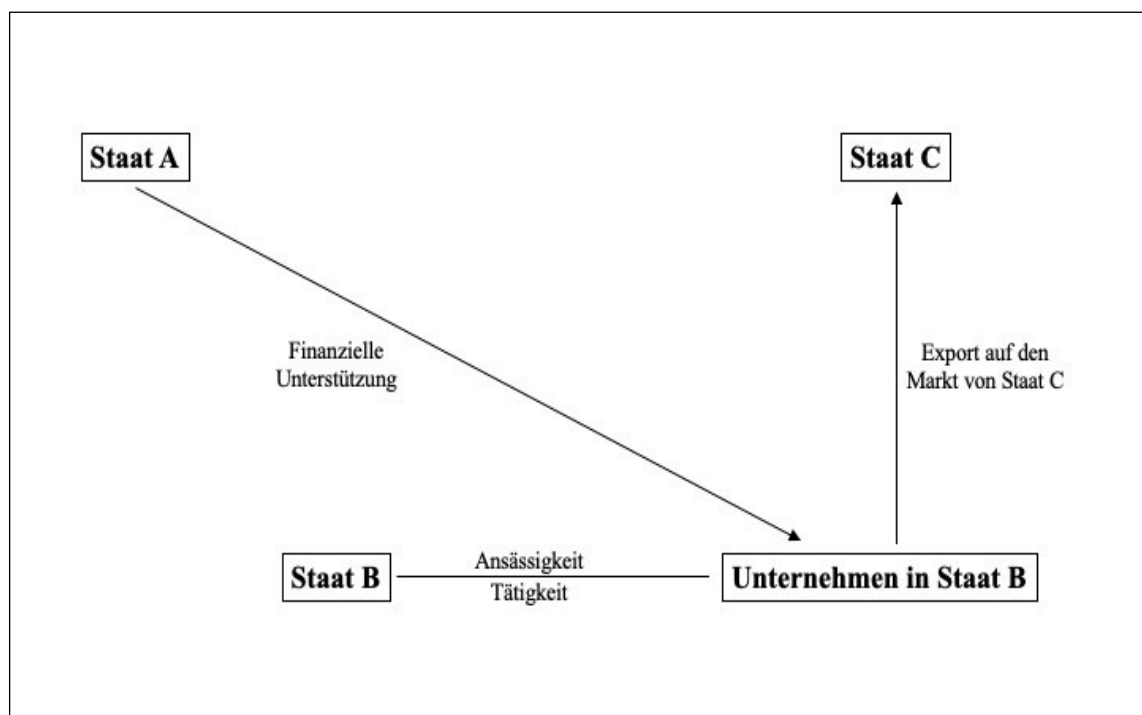 Staat A
Staat C
Finanzielle
Unterstützung
Export auf den
Markt von Staat C
Staat B
Ansässigkeit
Tätigkeit
Unternehmen in Staat B